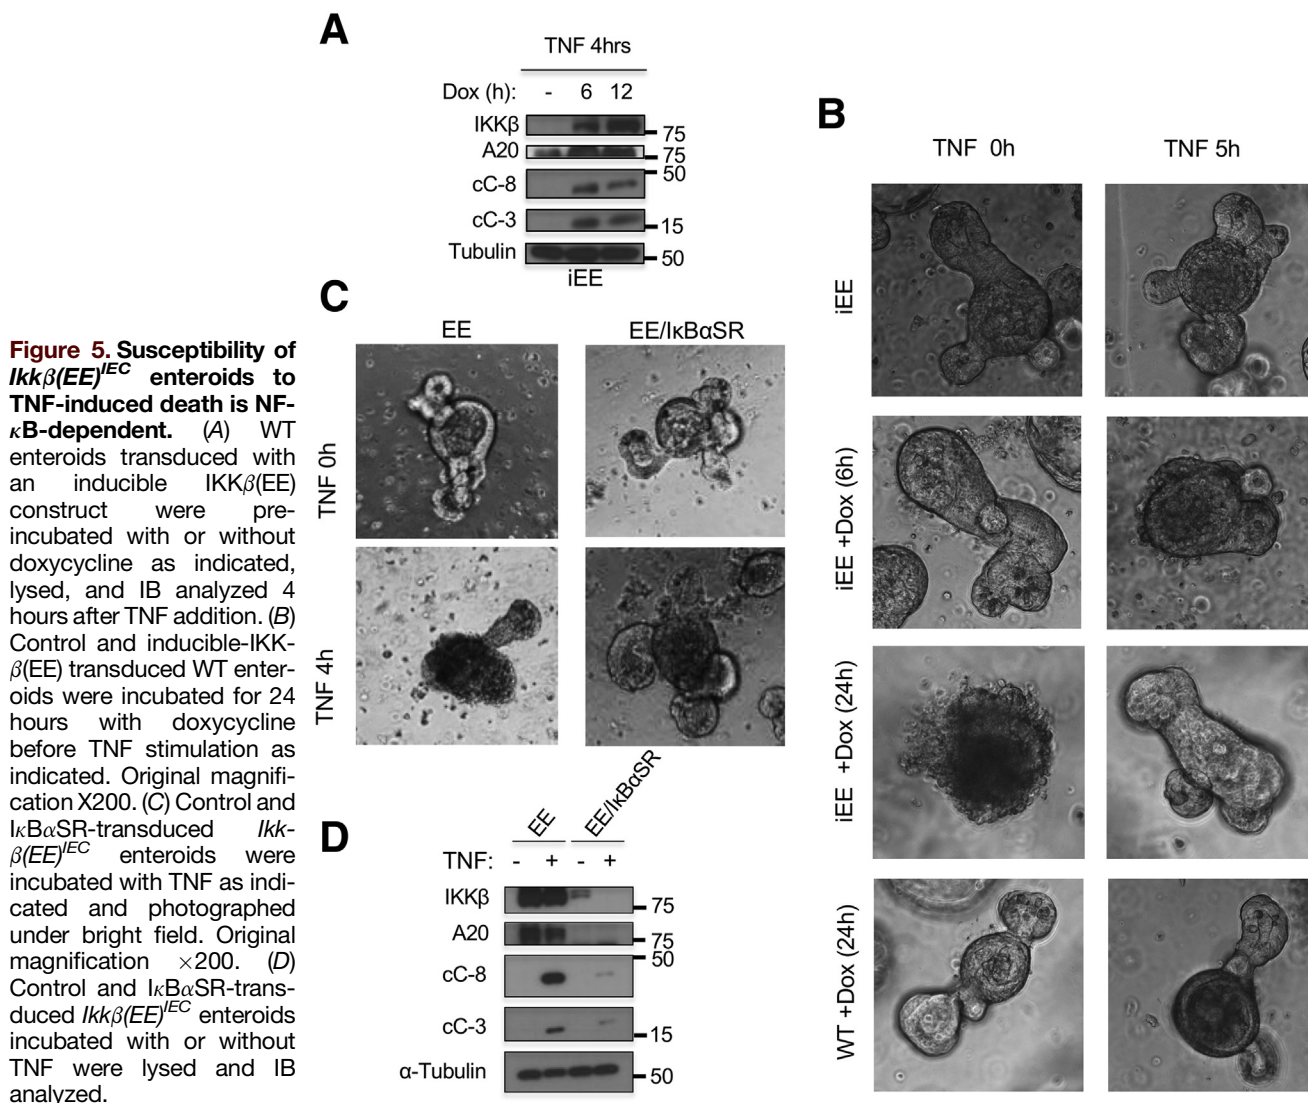 A
TNF 4hrs
Dox (h): - 6 12
IKKβ
75
A20
75
50
cC-8
cC-3
15
Tubulin
50
iEE
B
TNF 0h TNF 5h
iEE
iEE +Dox (6h)
iEE +Dox (24h)
WT +Dox (24h)
C
EE EE/IκBαSR
TNF 0h
TNF 4h
D
EE EE/IκBαSR
TNF: - + - +
IKKβ
75
A20
75
50
cC-8
cC-3
15
α-Tubulin
50
Figure 5. Susceptibility of
Ikkβ(EE)^IEC enteroids to
TNF-induced death is NF-
κB-dependent. (A) WT
enteroids transduced with
an inducible IKKβ(EE)
construct were pre-
incubated with or without
doxycycline as indicated,
lysed, and IB analyzed 4
hours after TNF addition. (B)
Control and inducible-IKK-
β(EE) transduced WT enter-
oids were incubated for 24
hours with doxycycline
before TNF stimulation as
indicated. Original magnifi-
cation X200. (C) Control and
IκBαSR-transduced Ikk-
β(EE)^IEC enteroids were
incubated with TNF as indi-
cated and photographed
under bright field. Original
magnification ×200. (D)
Control and IκBαSR-trans-
duced Ikkβ(EE)^IEC enteroids
incubated with or without
TNF were lysed and IB
analyzed.